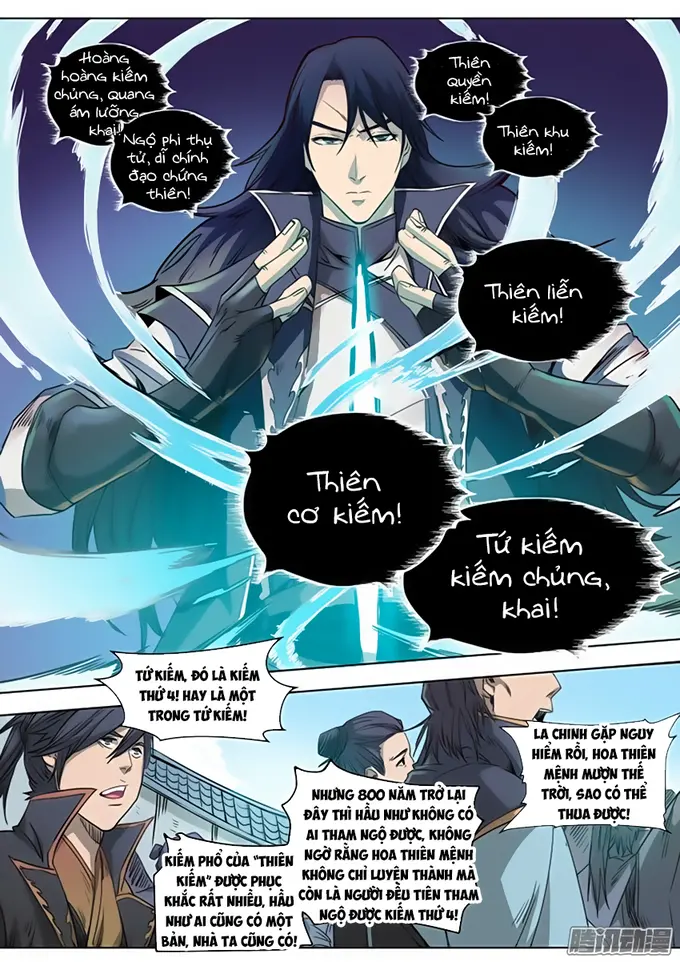 Hoàng
hoàng kiếm
chủng, quang
ám lưỡng
khai!
Ngộ phi thụ
tử, dĩ chính
đạo chứng
thiên!
Thiên
quyền
kiếm!
Thiên khu
kiếm!
Thiên liễn
kiếm!
Thiên
cơ kiếm!
Tứ kiếm
kiếm chủng,
khai!
TỨ KIẾM, ĐÓ LÀ KIẾM
THỨ 4! HAY LÀ MỘT
TRONG TỨ KIẾM!
KIẾM PHỔ CỦA "THIÊN
KIẾM" ĐƯỢC PHỤC
KHẮC RẤT NHIỀU, HẦU
NHƯ AI CŨNG CÓ MỘT
BẢN, NHÀ TA CŨNG CÓ!
NHƯNG 800 NĂM TRỞ LẠI
ĐÂY THÌ HẦU NHƯ KHÔNG CÓ
AI THAM NGỘ ĐƯỢC, KHÔNG
NGỜ RẰNG HOA THIÊN MỆNH
KHÔNG CHỈ LUYỆN THÀNH MÀ
CÒN LÀ NGƯỜI ĐẦU TIÊN THAM
NGỘ ĐƯỢC KIẾM THỨ 4!
LA CHINH GẶP NGUY
HIỂM RỒI, HOA THIÊN
MỆNH MƯỢN THẾ
TRỜI, SAO CÓ THỂ
THUA ĐƯỢC!
腾讯动漫